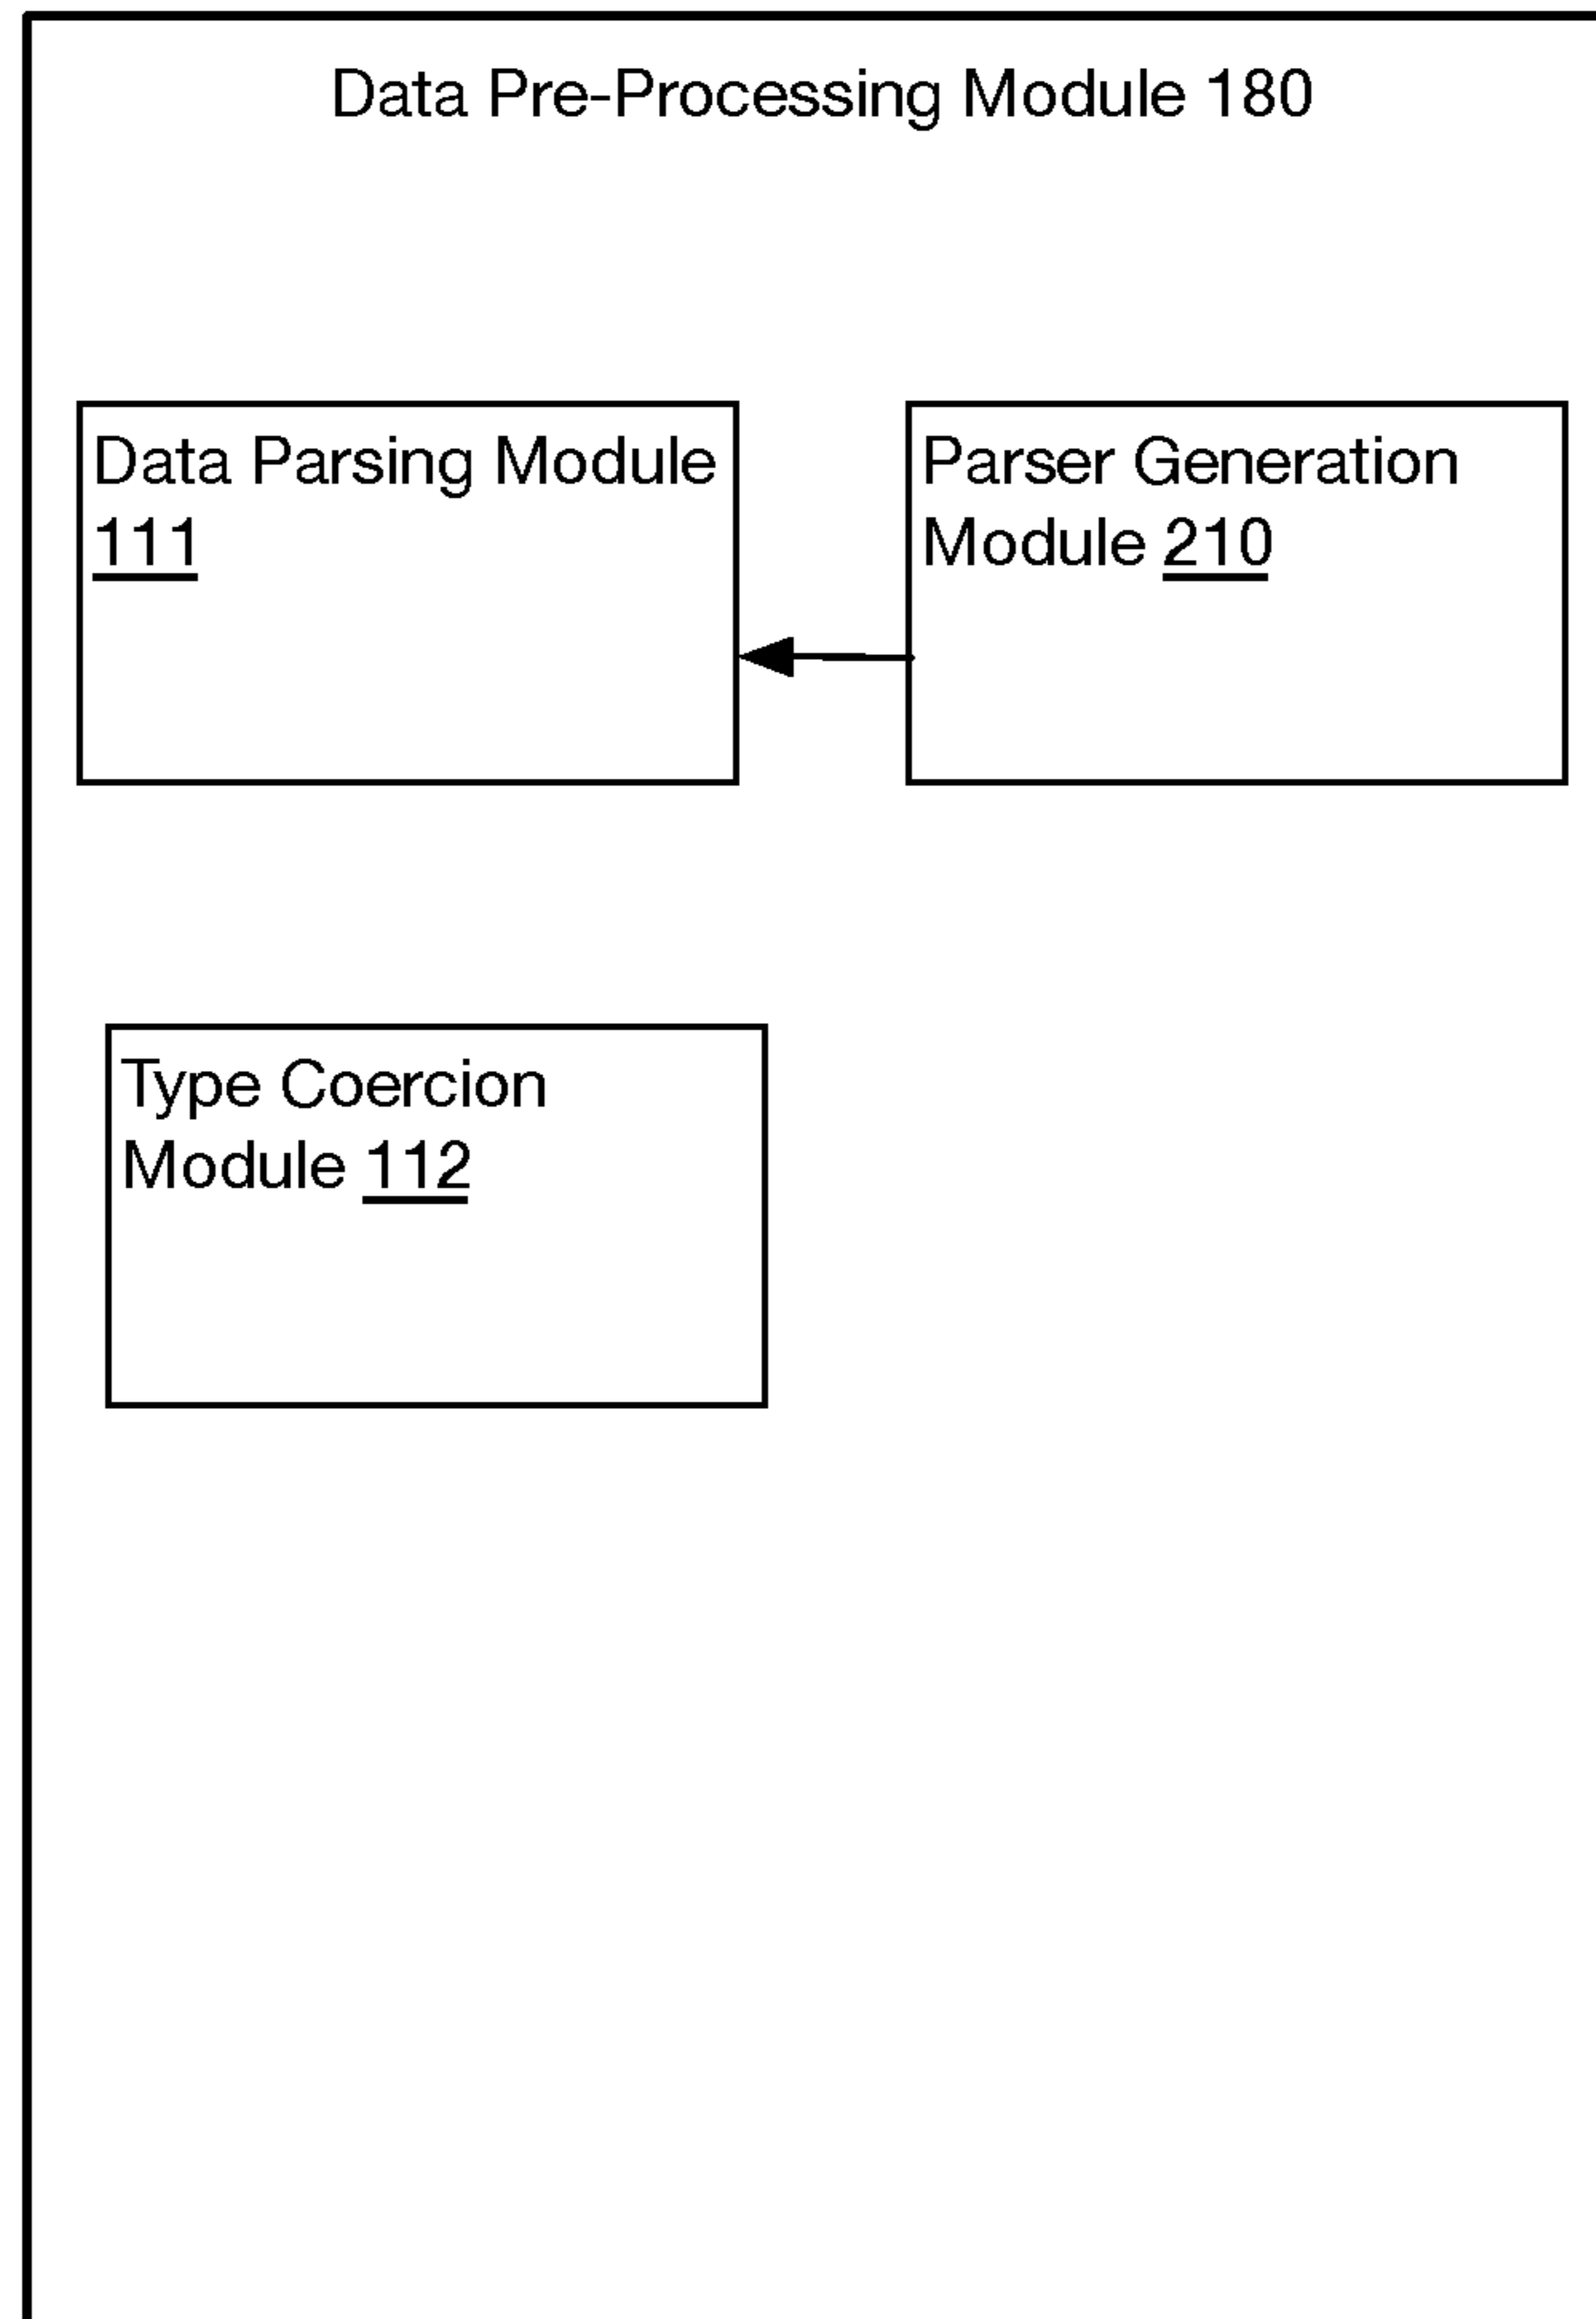 Data Pre-Processing Module 180
Data Parsing Module
111
Parser Generation
Module 210
Type Coercion
Module 112